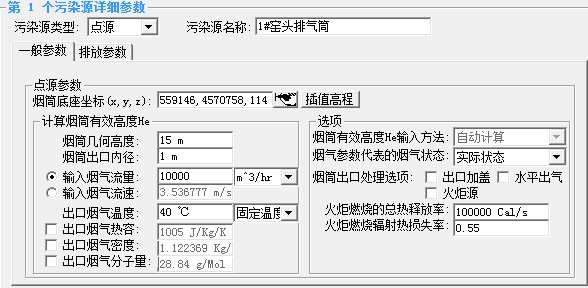 第 1 个污染源详细参数
污染源类型: 点源 污染源名称: 1#窑头排气筒
一般参数 排放参数
点源参数
烟筒底座坐标(x,y,z): 559146,4570758,114 插值高程
计算烟筒有效高度He
烟筒几何高度: 15 m
烟筒出口内径: 1 m
输入烟气流量: 10000 m^3/hr
输入烟气流速: 3.536777 m/s
出口烟气温度: 40 ℃ 固定温度
出口烟气热容: 1005 J/Kg/K
出口烟气密度: 1.122369 Kg/
出口烟气分子量: 28.84 g/Mol
选项
烟筒有效高度He输入方法: 自动计算
烟气参数代表的烟气状态: 实际状态
烟筒出口处理选项: 出口加盖 水平出气
火炬源
火炬燃烧的总热释放率: 100000 Cal/s
火炬燃烧辐射热损失率: 0.55